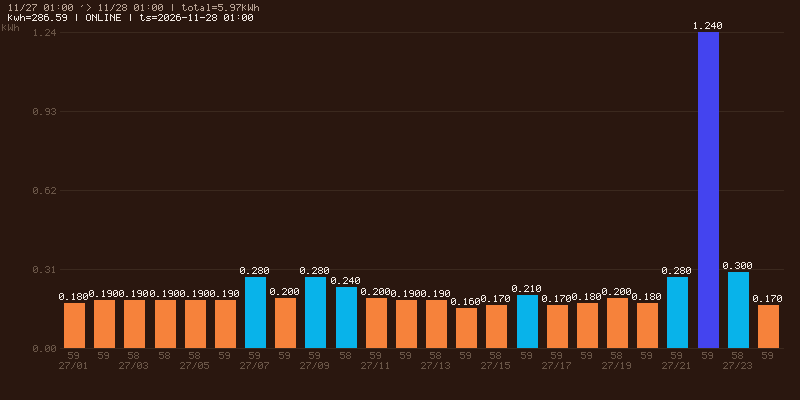 11/27 01:00 -> 11/28 01:00 | total=5.97kWh
Kwh=286.59 | ONLINE | ts=2026-11-28 01:00
kWh
1.24
0.93
0.62
0.31
0.00
0.180 0.190 0.190 0.190 0.190 0.190 0.280 0.200 0.280 0.240 0.200 0.190 0.190 0.160 0.170 0.210 0.170 0.180 0.200 0.180 0.280 1.240 0.300 0.170
59 59 58 58 58 59 59 59 59 58 59 59 58 59 59 59 59 59 58 59 59 59 58 59
27/01 27/03 27/05 27/07 27/09 27/11 27/13 27/15 27/17 27/19 27/21 27/23